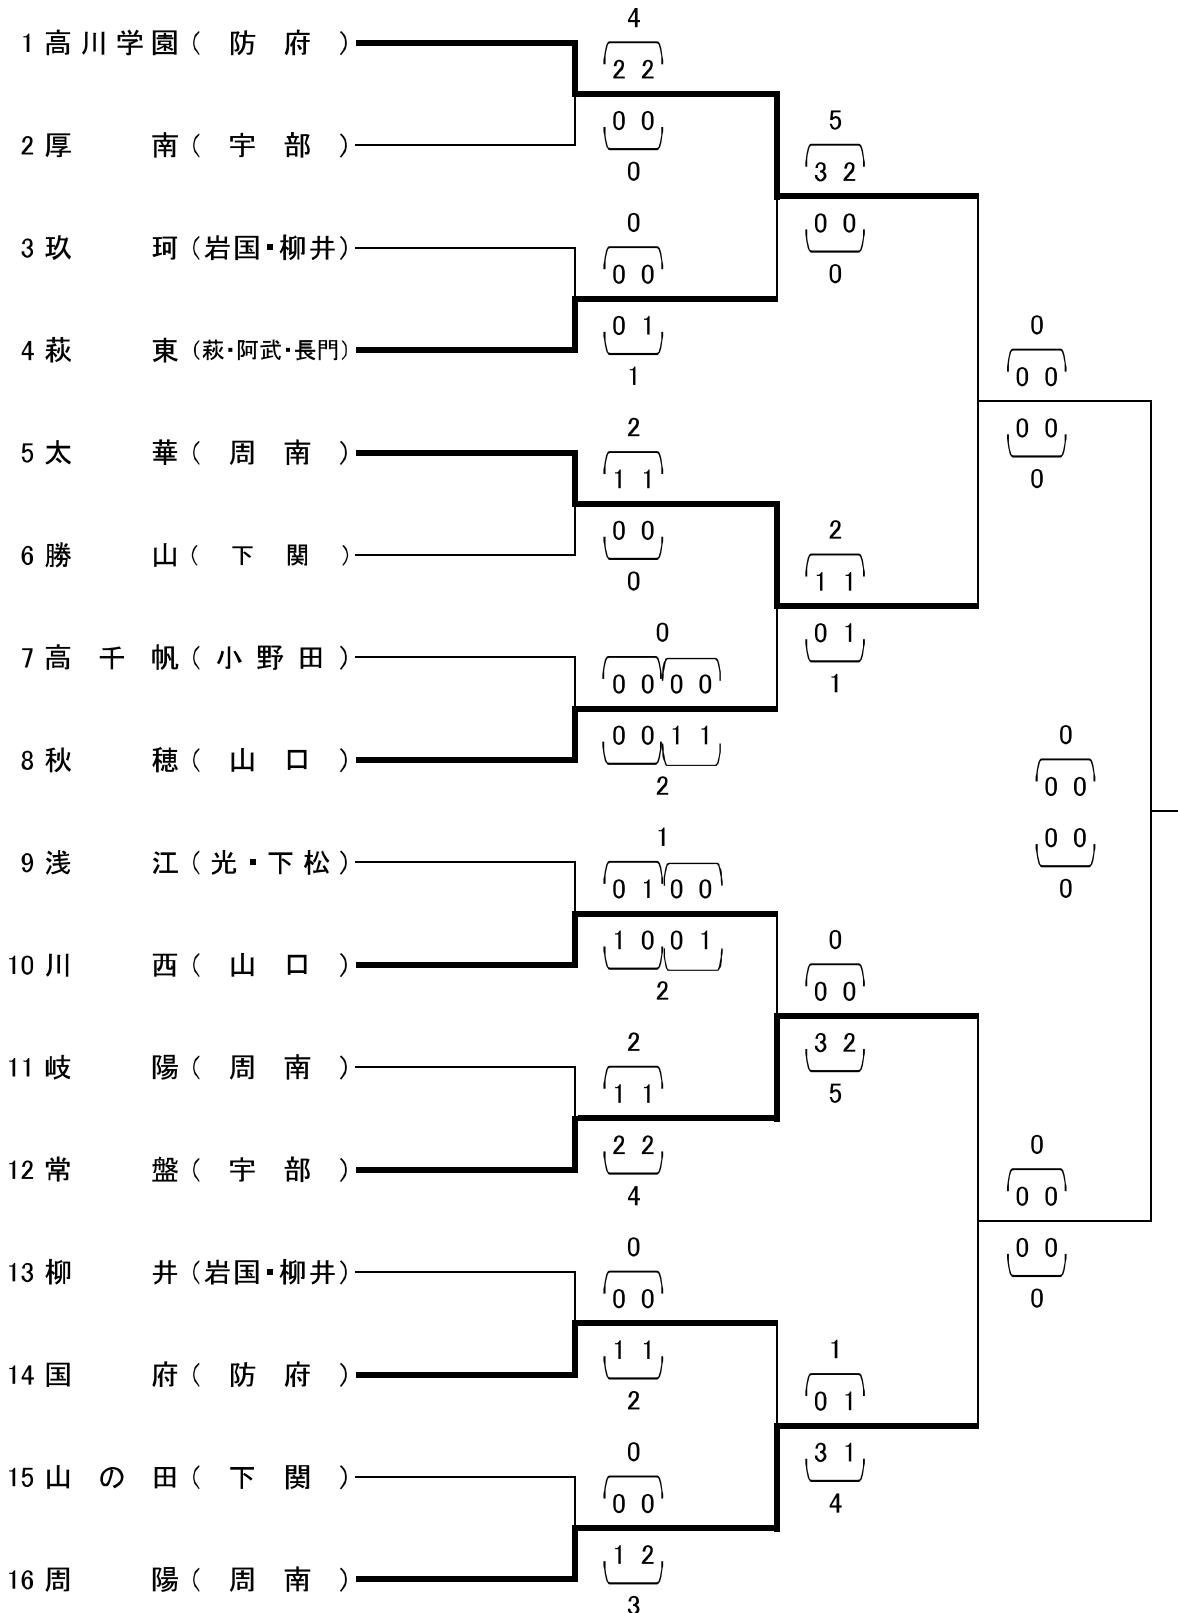 4
1 高川学園 ( 防 府 )
2 2
0 0
5
2 厚 南 ( 宇 部 )
0
3 2
0
0 0
3 玖 珂 (岩国・柳井)
0 0
0
0 1
0
4 萩 東 (萩・阿武・長門)
1
0 0
2
0 0
5 太 華 ( 周 南 )
1 1
0
0 0
2
6 勝 山 ( 下 関 )
0
1 1
0
0 1
7 高 千 帆 ( 小 野 田 )
0 0 0 0
1
0 0 1 1
0
8 秋 穂 ( 山 口 )
2
0 0
1
0 0
9 浅 江 ( 光・下松 )
0 1 0 0
0
1 0 0 1
0
10 川 西 ( 山 口 )
2
0 0
2
3 2
11 岐 陽 ( 周 南 )
1 1
5
2 2
0
12 常 盤 ( 宇 部 )
4
0 0
0
0 0
13 柳 井 (岩国・柳井)
0 0
0
1 1
1
14 国 府 ( 防 府 )
2
0 1
0
3 1
15 山 の 田 ( 下 関 )
0 0
4
1 2
16 周 陽 ( 周 南 )
3